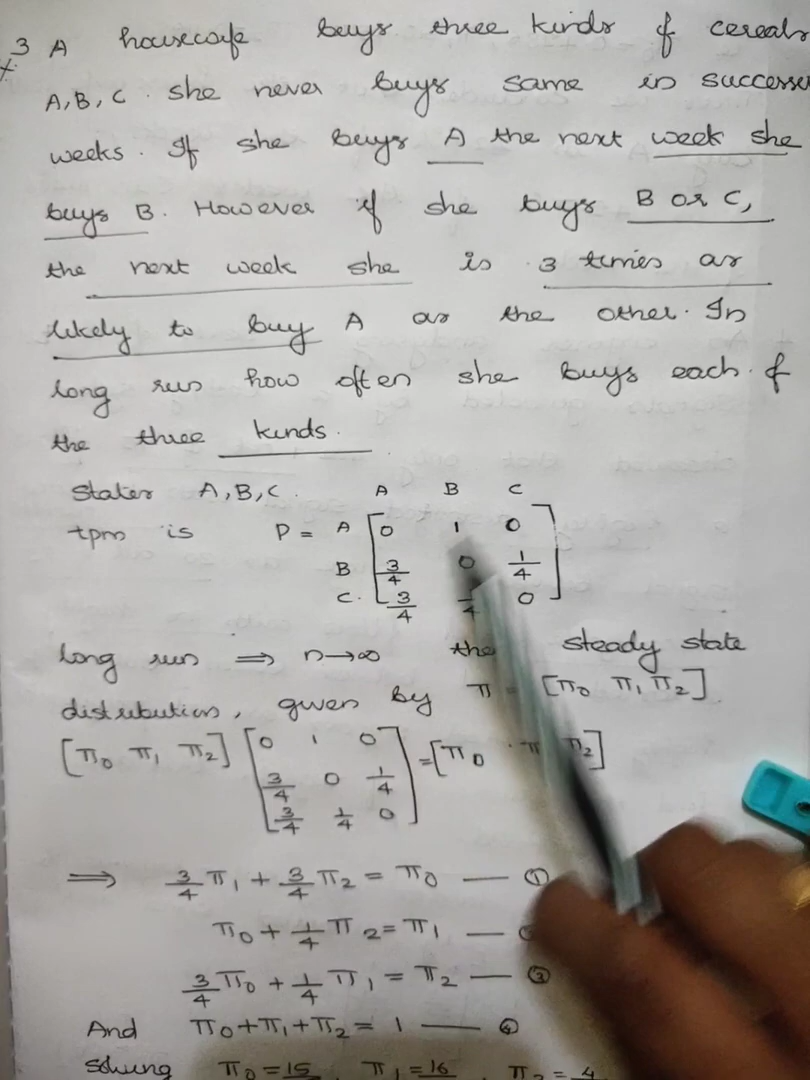 3 A housewife buys three kinds of cereals
A, B, C. she never buys same in successive
weeks. If she buys A the next week she
buys B. However if she buys B or C,
the next week she is 3 times as
likely to buy A as the other. In
long run how often she buys each of
the three kinds.
States A, B, C. A B C
tpm is P = A [0 1 0]
B 3/4 0 1/4
C. 3/4 1/4 0
long run ⟹ n→∞ the steady state
distribution, given by π = [π0 π1 π2]
[π0 π1 π2] [0 1 0 = [π0 π2]
3/4 0 1/4
3/4 1/4 0]
⟹ 3/4 π1 + 3/4 π2 = π0 — ①
π0 + 1/4 π2 = π1 —
3/4 π0 + 1/4 π1 = π2 — ③
And π0 + π1 + π2 = 1 — ④
Solving π0 = 15 , π1 = 16 , π2 = 4